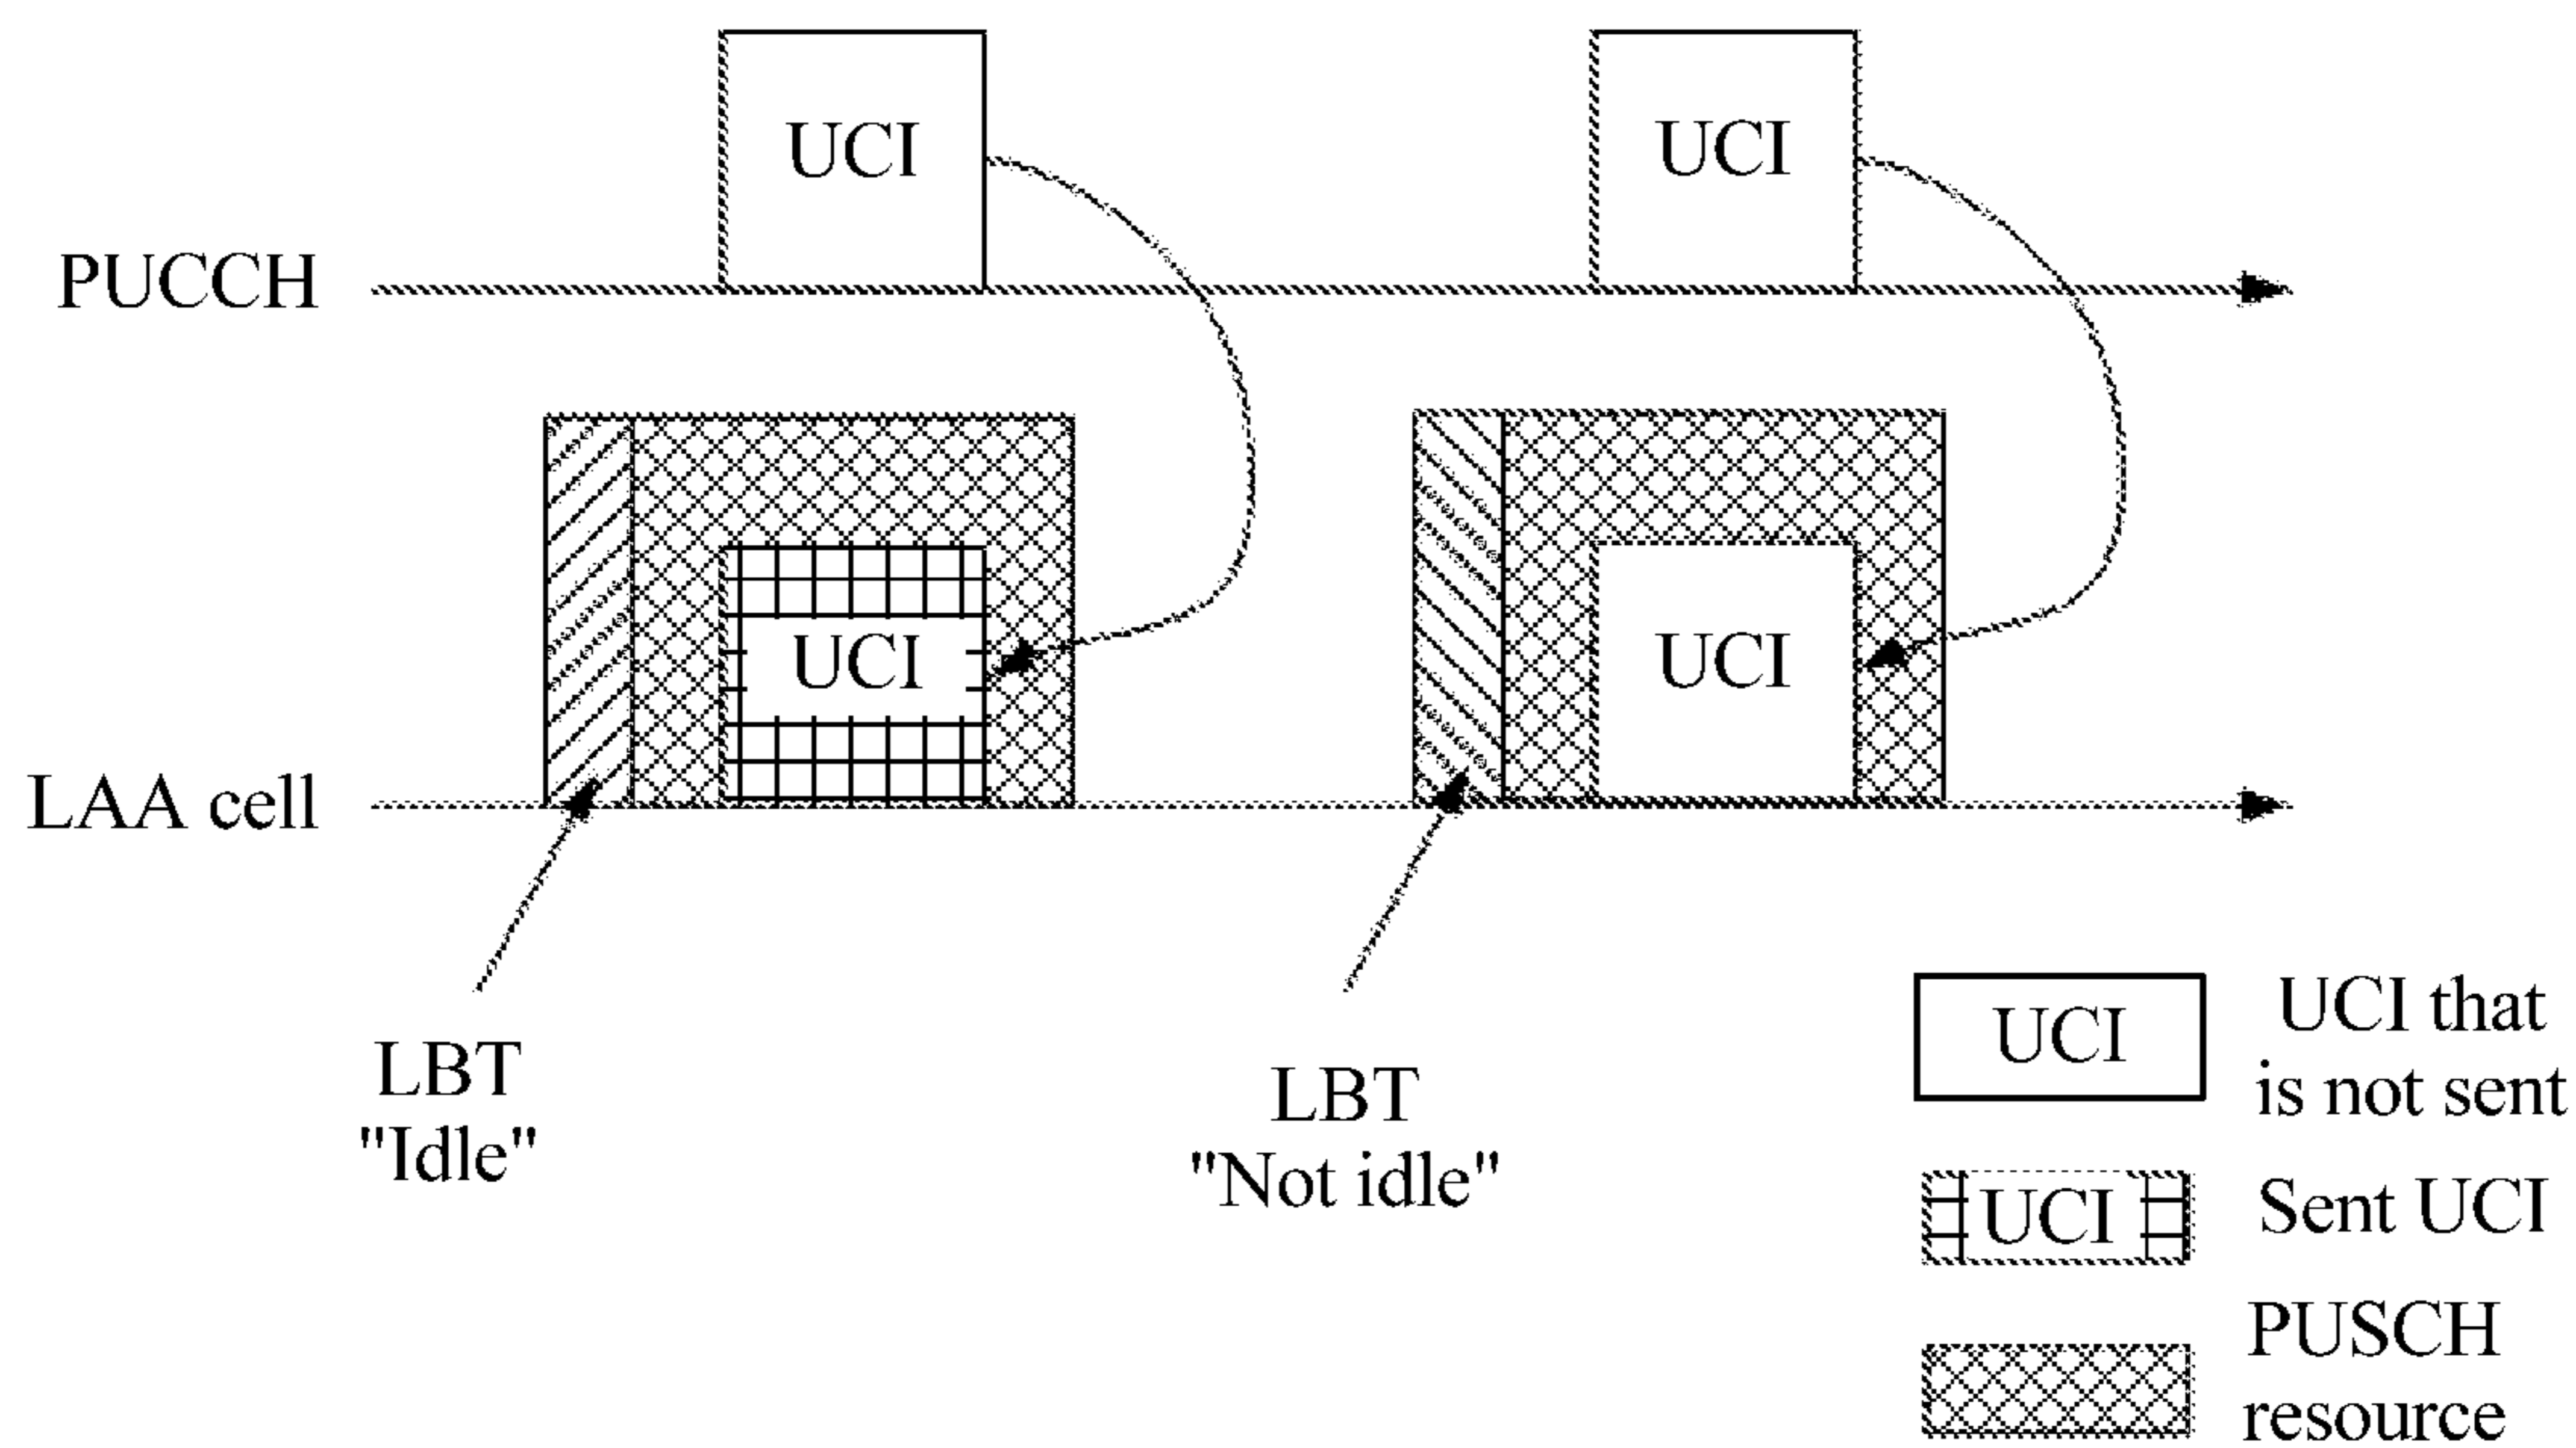 UCI
UCI
PUCCH
UCI
UCI
LAA cell
LBT
"Idle"
LBT
"Not idle"
UCI
UCI that
is not sent
UCI
Sent UCI
PUSCH
resource